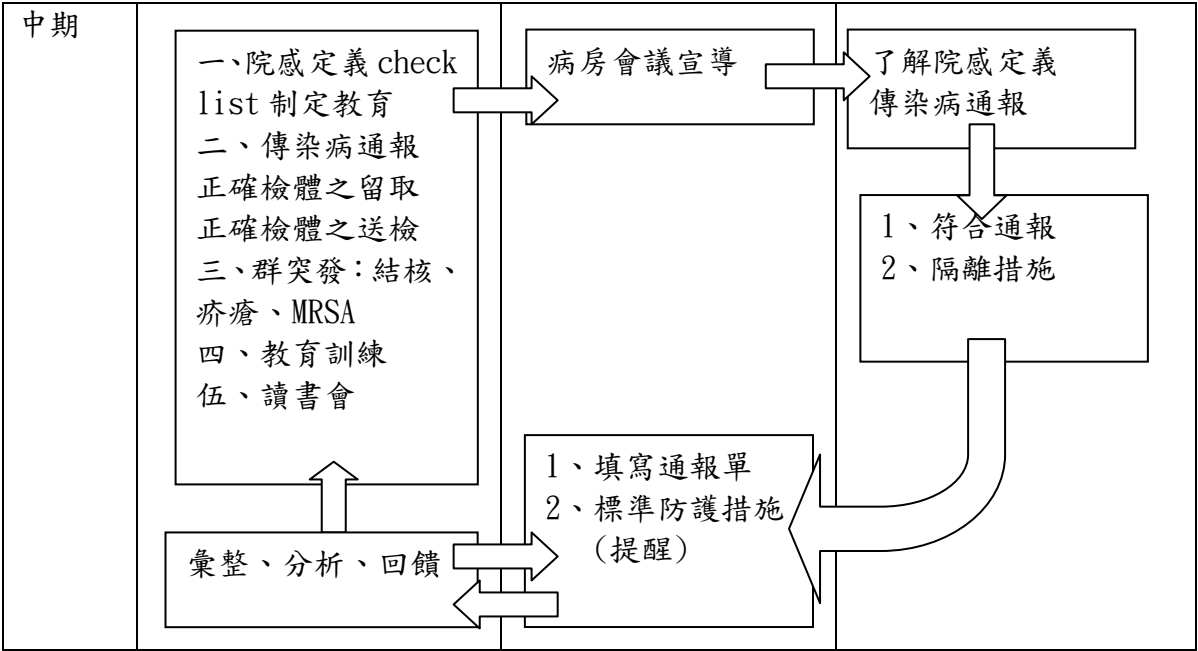 中期
一、院感定義 check
list 制定教育
二、傳染病通報
正確檢體之留取
正確檢體之送檢
三、群突發：結核、
疥瘡、MRSA
四、教育訓練
伍、讀書會
病房會議宣導
了解院感定義
傳染病通報
1、符合通報
2、隔離措施
1、填寫通報單
2、標準防護措施
(提醒)
彙整、分析、回饋